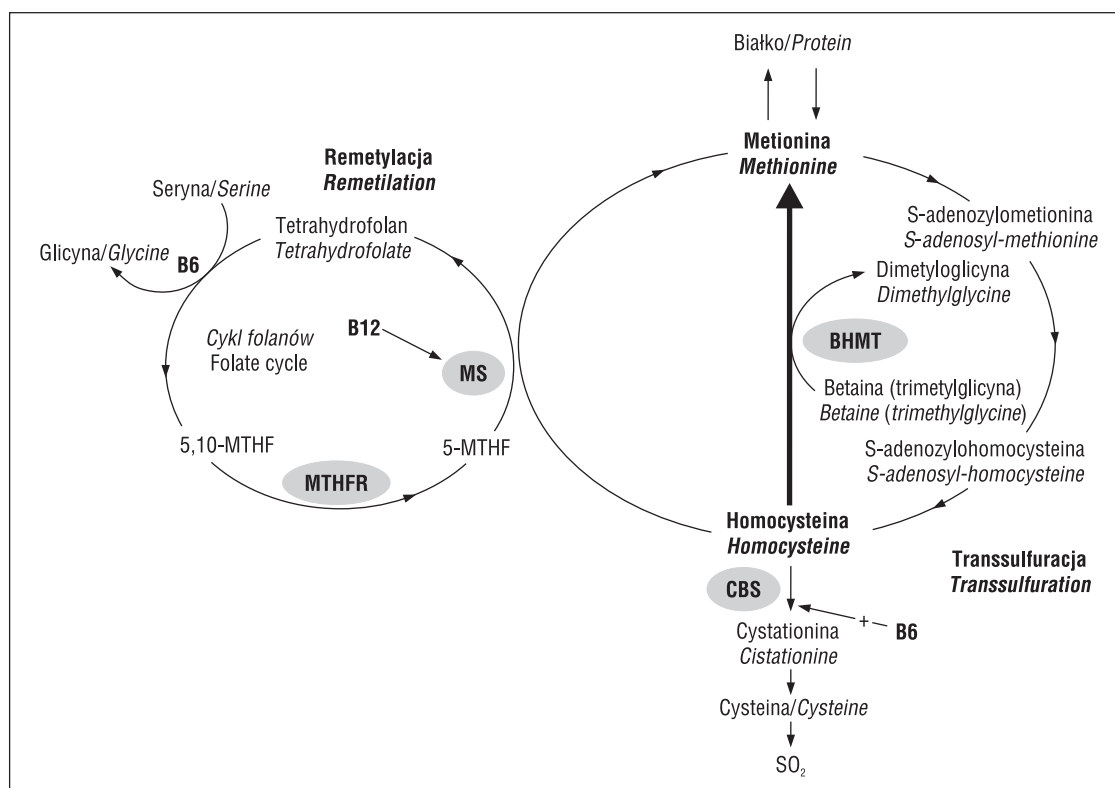 Białko/Protein
Metionina
Methionine
Remetylacja
Remetilation
Seryna/Serine
Tetrahydrofolan
Tetrahydrofolate
Glicyna/Glycine
B6
Cykl folanów
Folate cycle
B12
MS
5,10-MTHF
5-MTHF
MTHFR
S-adenozylometionina
S-adenosyl-methionine
Dimetyloglicyna
Dimethylglycine
BHMT
Betaina (trimetylglicyna)
Betaine (trimethylglycine)
S-adenozylohomocysteina
S-adenosyl-homocysteine
Homocysteina
Homocysteine
Transsulfuracja
Transsulfuration
CBS
+
B6
Cystationina
Cistationine
Cysteina/Cysteine
SO₂